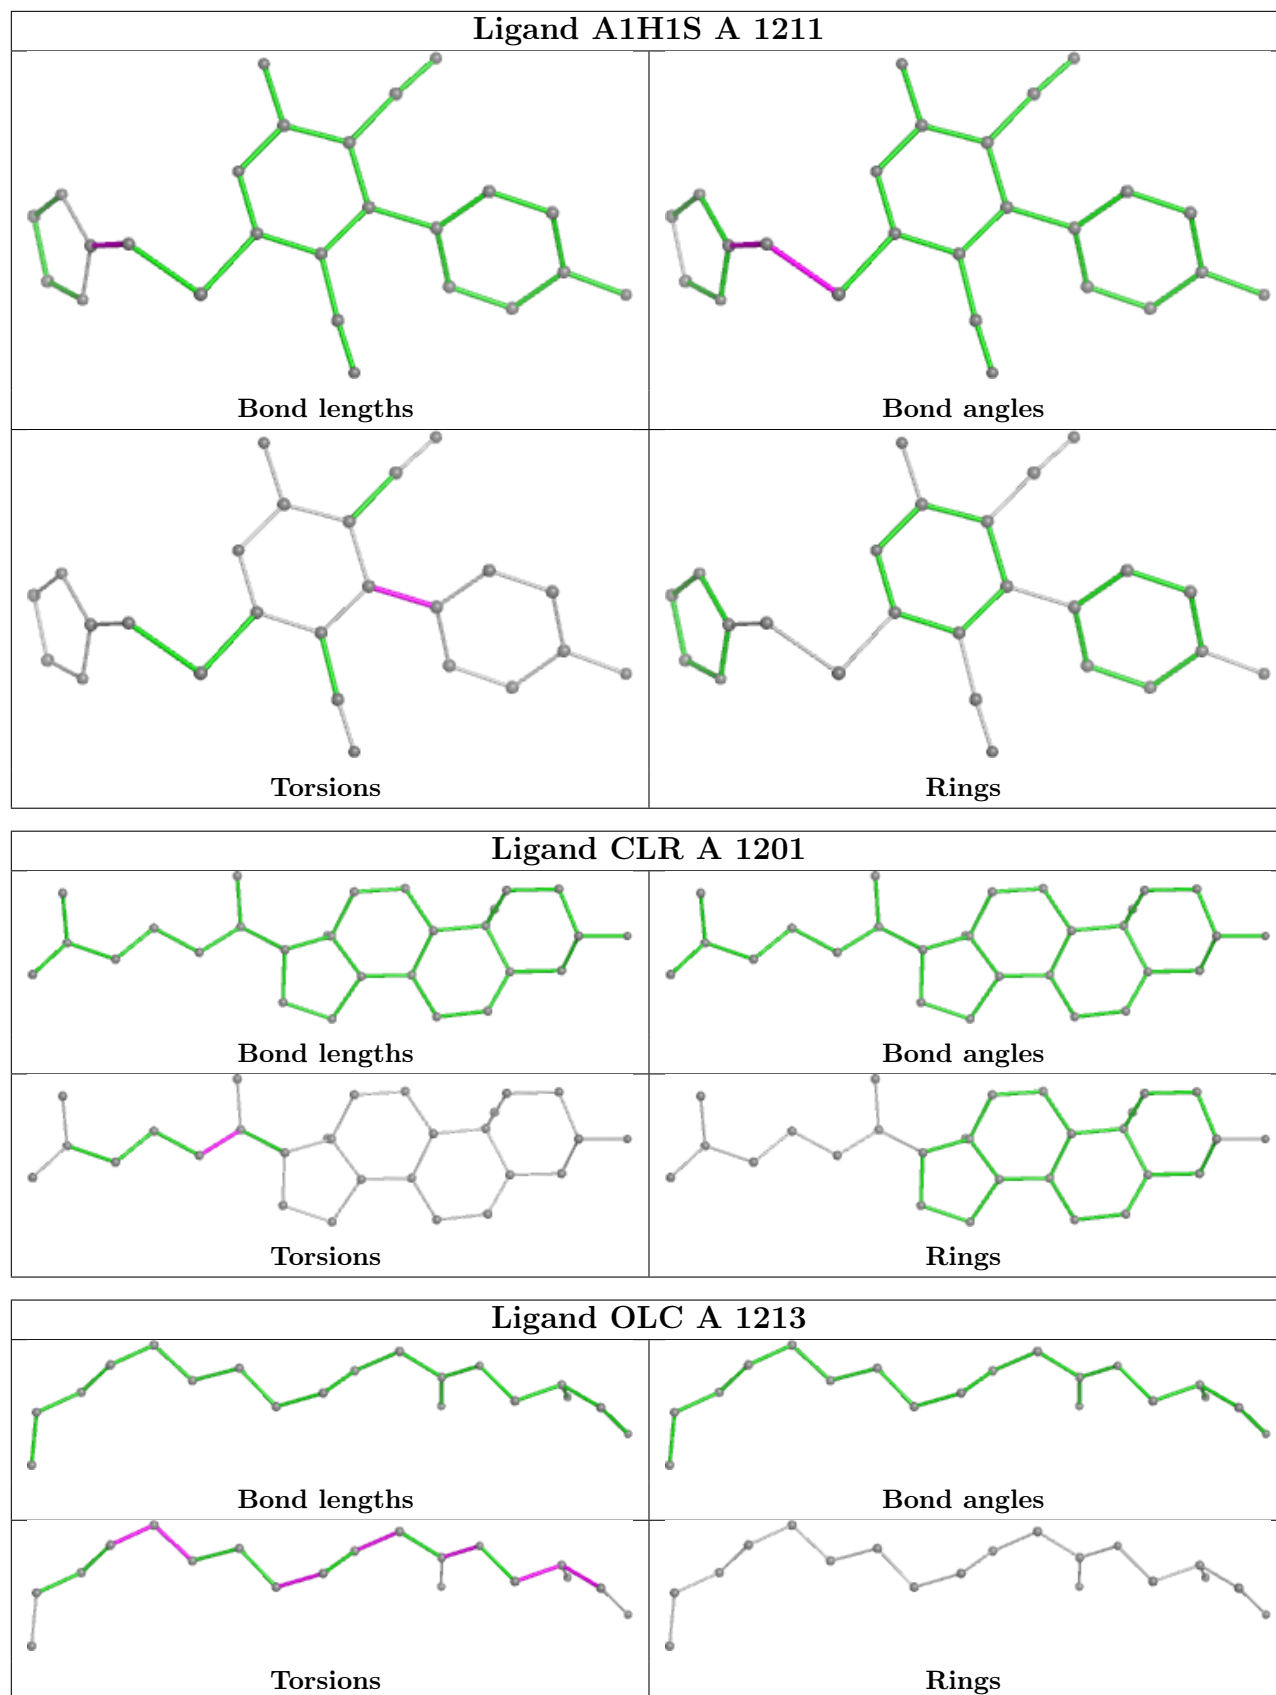 Ligand A1H1S A 1211
Bond lengths
Bond angles
Torsions
Rings
Ligand CLR A 1201
Bond lengths
Bond angles
Torsions
Rings
Ligand OLC A 1213
Bond lengths
Bond angles
Torsions
Rings